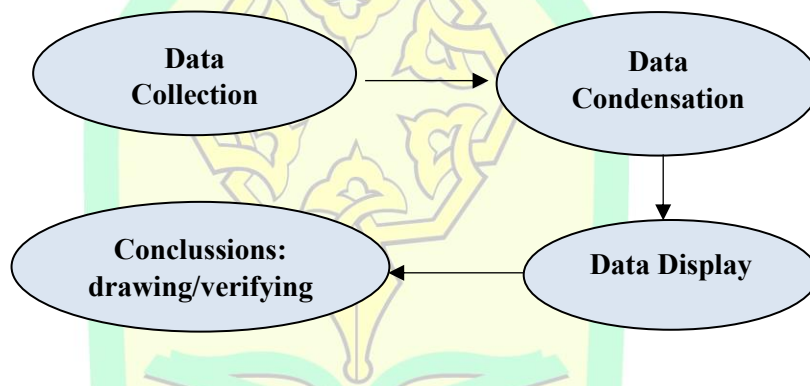 Data
Collection
Data
Condensation
Data Display
Conclussions:
drawing/verifying